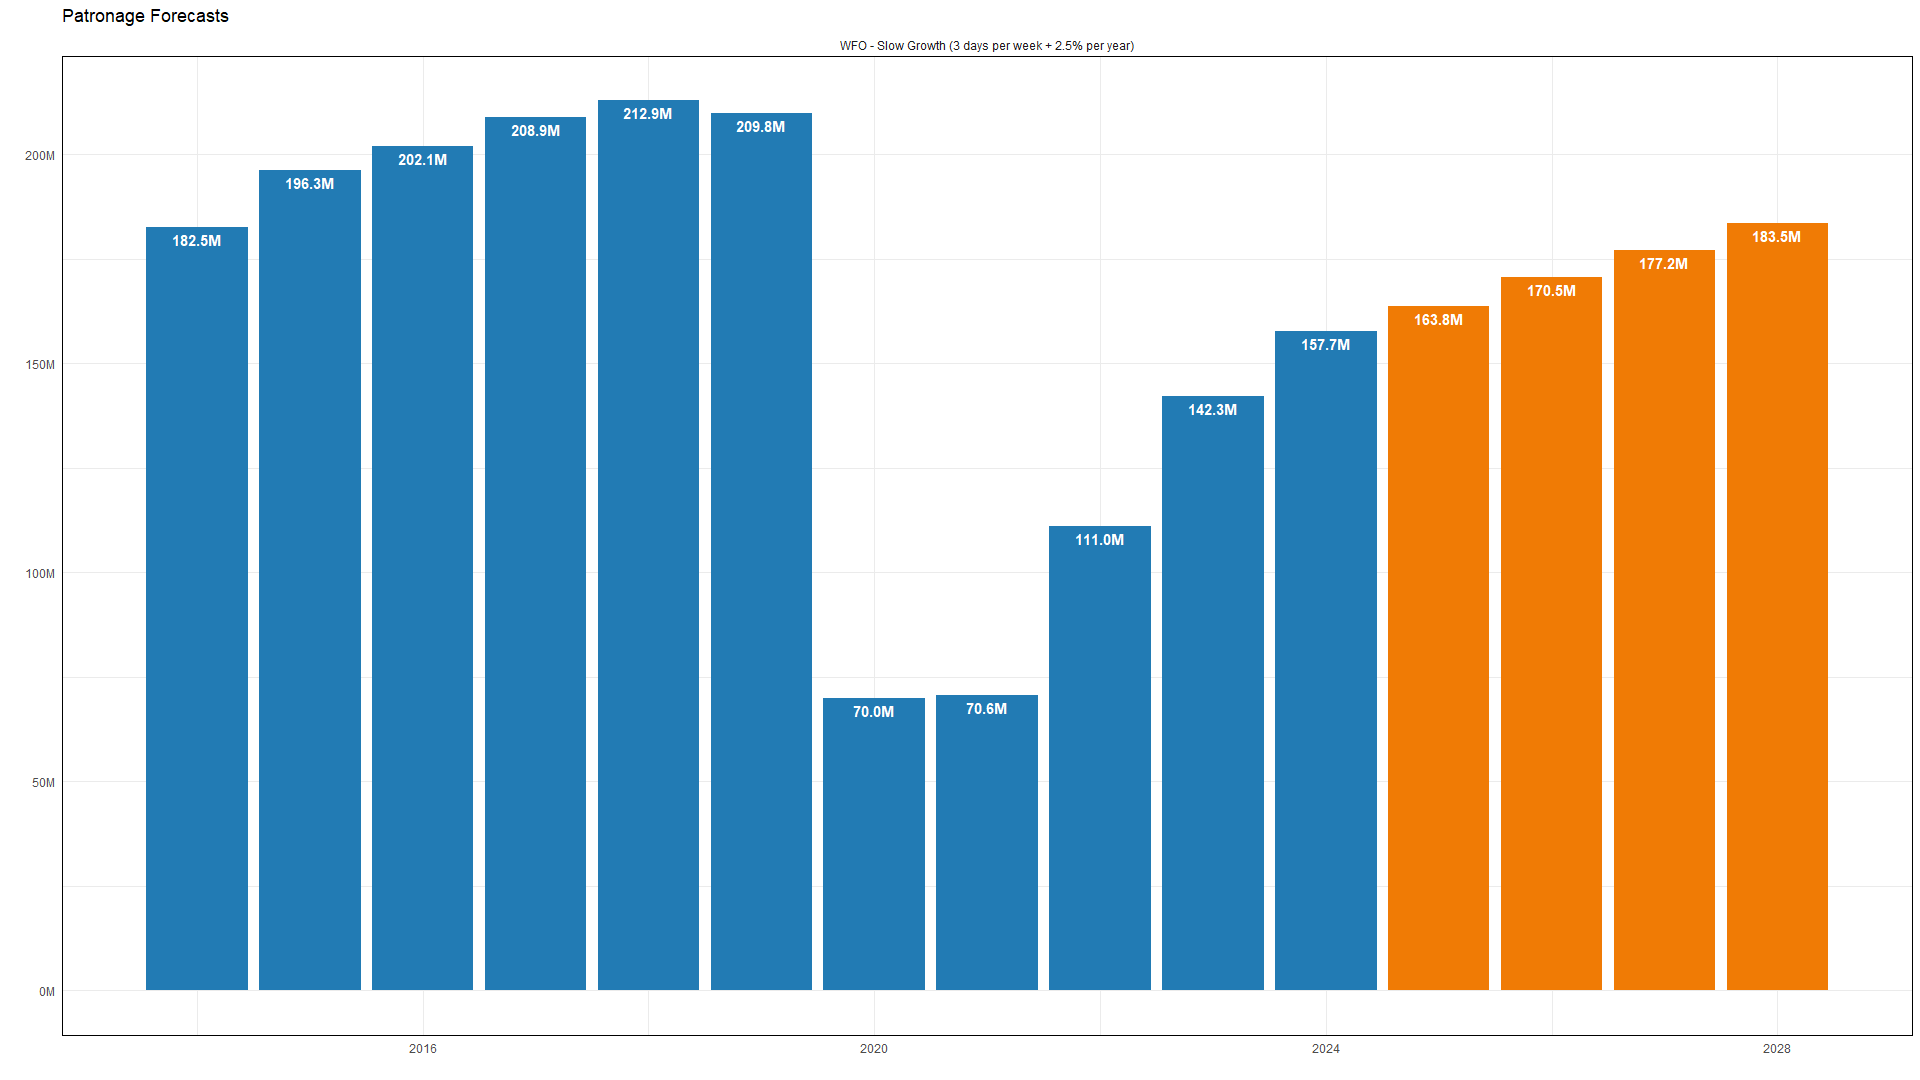 Patronage Forecasts
WFO - Slow Growth (3 days per week + 2.5% per year)
200M
150M
100M
50M
0M
182.5M
196.3M
202.1M
208.9M
212.9M
209.8M
70.0M
70.6M
111.0M
142.3M
157.7M
163.8M
170.5M
177.2M
183.5M
2016
2020
2024
2028